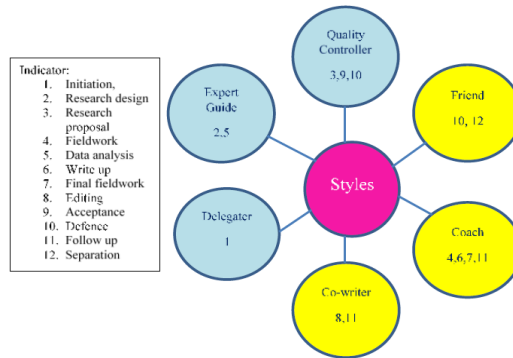 Indicator:
1. Initiation,
2. Research design
3. Research
proposal
4. Fieldwork
5. Data analysis
6. Write up
7. Final fieldwork
8. Editing
9. Acceptance
10. Defence
11. Follow up
12. Separation
Quality
Controller
3,9,10
Expert
Guide
2.5
Friend
10, 12
Styles
Delegater
1
Coach
4,6,7,11
Co-writer
8,11